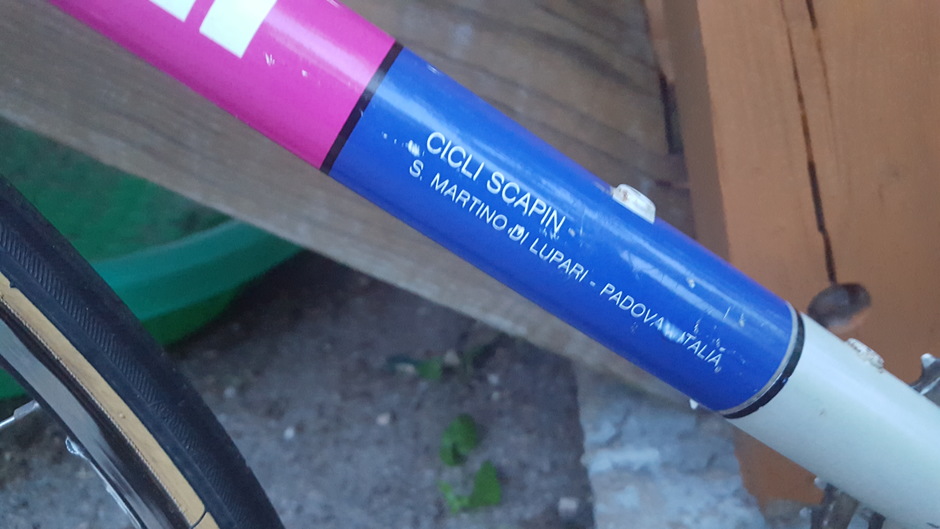 CICLI SCAPIN
S. MARTINO DI LUPARI - PADOVA - ITALIA